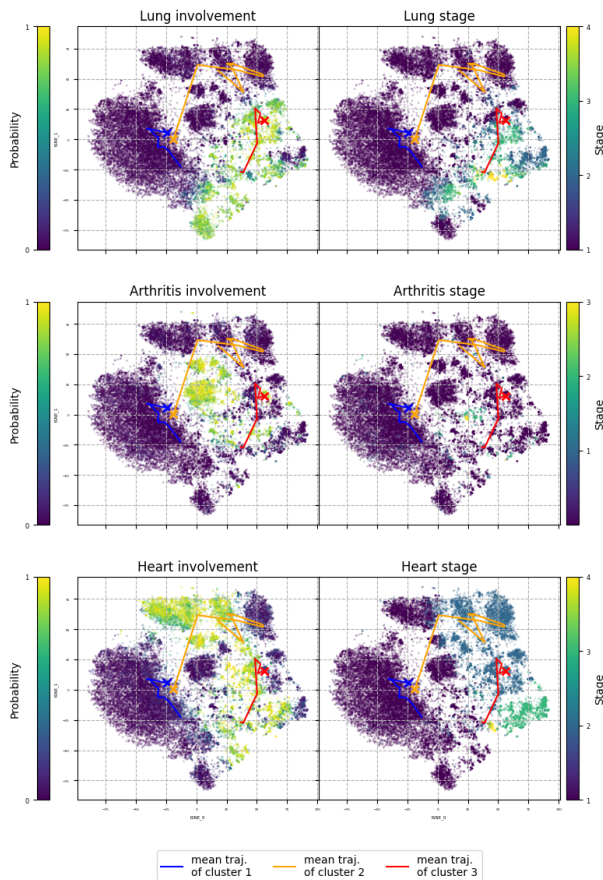 Lung involvement
Lung stage
1
Probability
0
4
3
2
1
Stage
Arthritis involvement
Arthritis stage
1
Probability
0
3
2
1
Stage
Heart involvement
Heart stage
1
Probability
0
4
3
2
1
Stage
mean traj. of cluster 1
mean traj. of cluster 2
mean traj. of cluster 3